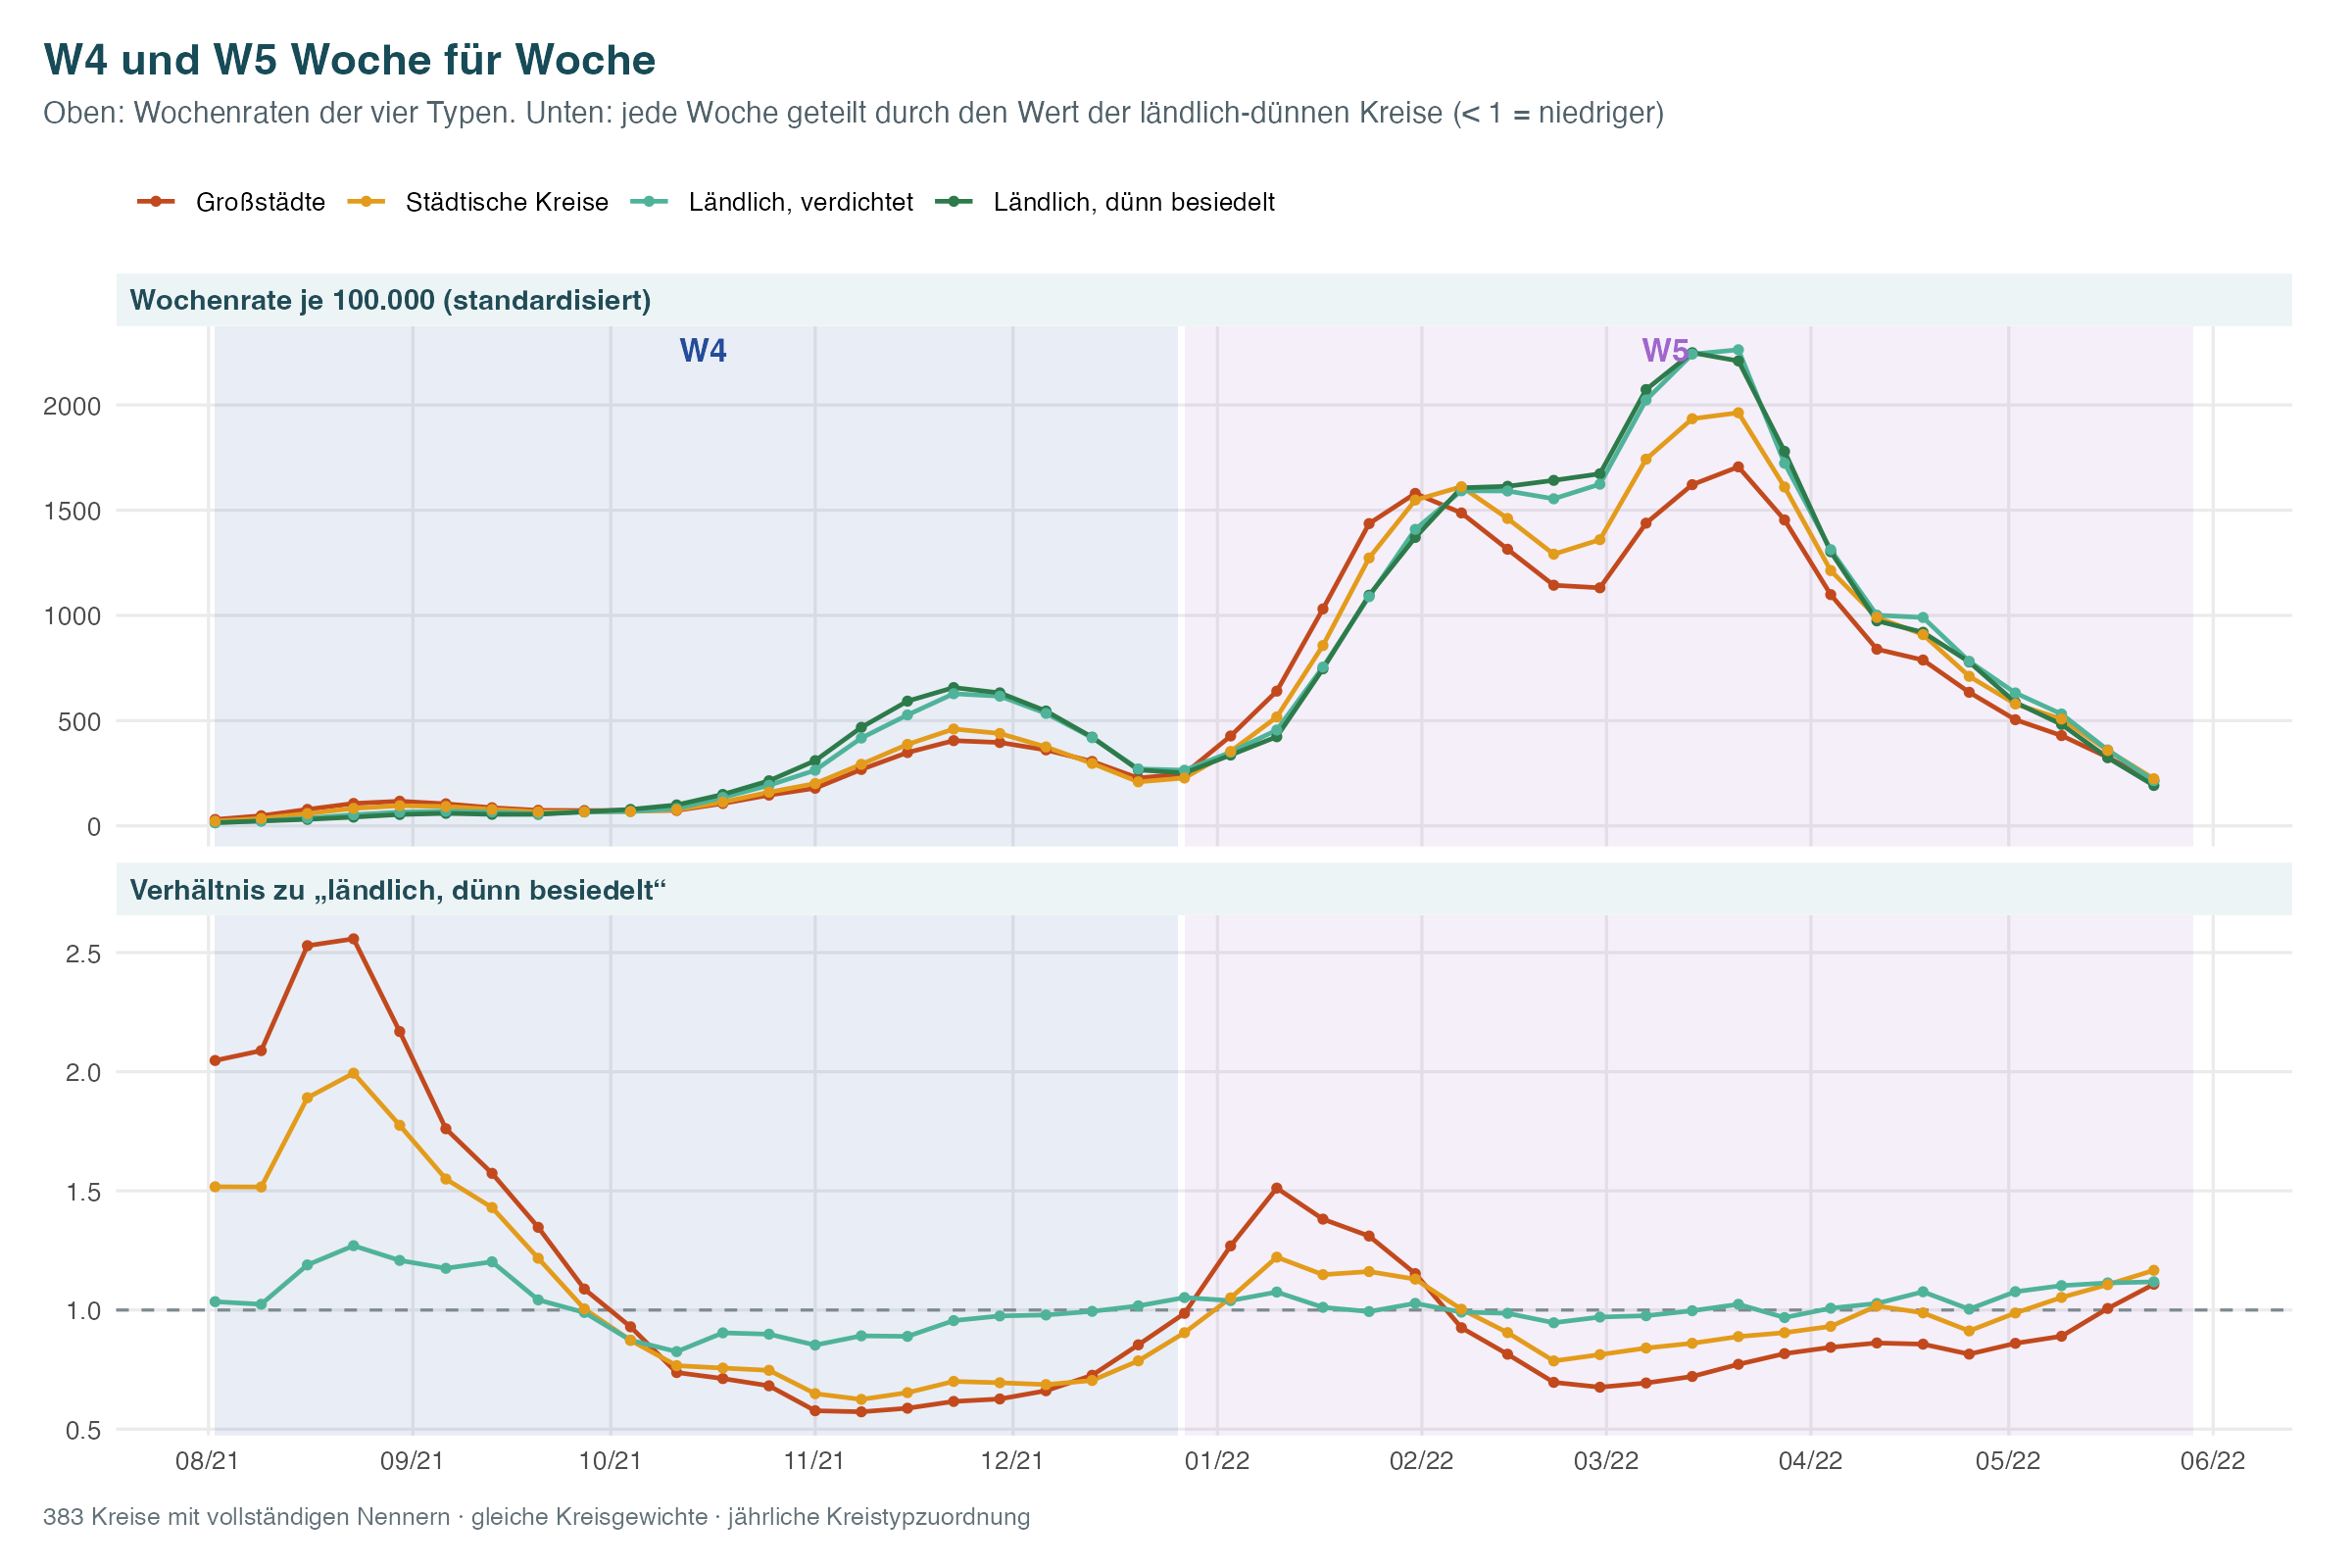 W4 und W5 Woche für Woche
Oben: Wochenraten der vier Typen. Unten: jede Woche geteilt durch den Wert der ländlich-dünnen Kreise (< 1 = niedriger)
Großstädte Städtische Kreise Ländlich, verdichtet Ländlich, dünn besiedelt
Wochenrate je 100.000 (standardisiert)
W4 W5
2000
1500
1000
500
0
Verhältnis zu „ländlich, dünn besiedelt“
2.5
2.0
1.5
1.0
0.5
08/21 09/21 10/21 11/21 12/21 01/22 02/22 03/22 04/22 05/22 06/22
383 Kreise mit vollständigen Nennern · gleiche Kreisgewichte · jährliche Kreistypzuordnung